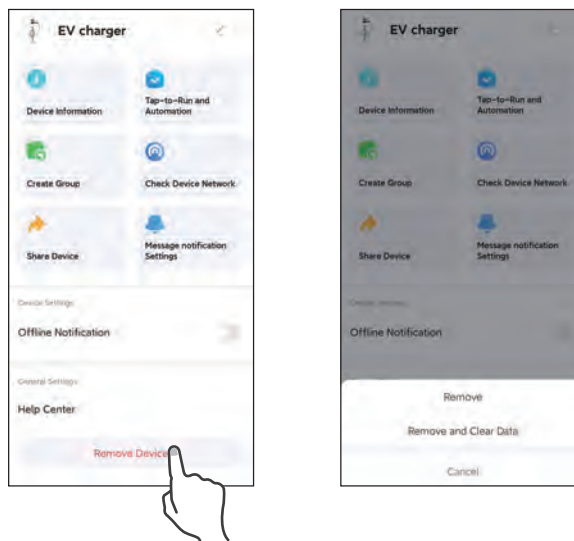 EV charger
Device Information
Tap-to-Run and
Automation
Create Group
Check Device Network
Share Device
Message notification
Settings
Device Settings
Offline Notification
General Settings
Help Center
Remove Device
EV charger
Device Information
Tap-to-Run and
Automation
Create Group
Check Device Network
Share Device
Message notification
Settings
Device Settings
Offline Notification
Remove
Remove and Clear Data
Cancel